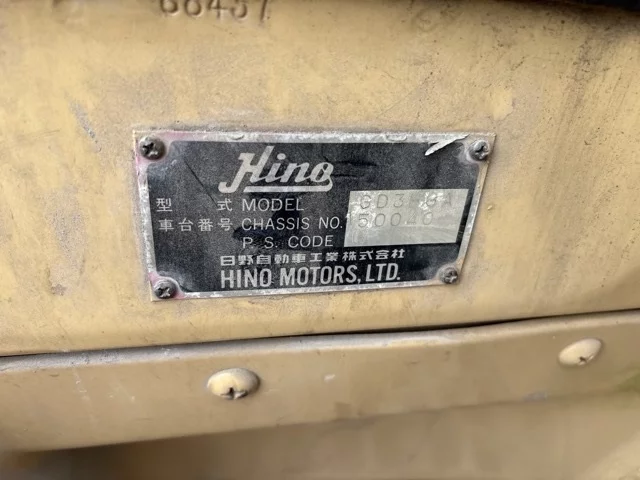 Hino
型 式 MODEL
車台番号 CHASSIS NO. 50040
P. S. CODE
日野自動車工業株式会社
HINO MOTORS, LTD.